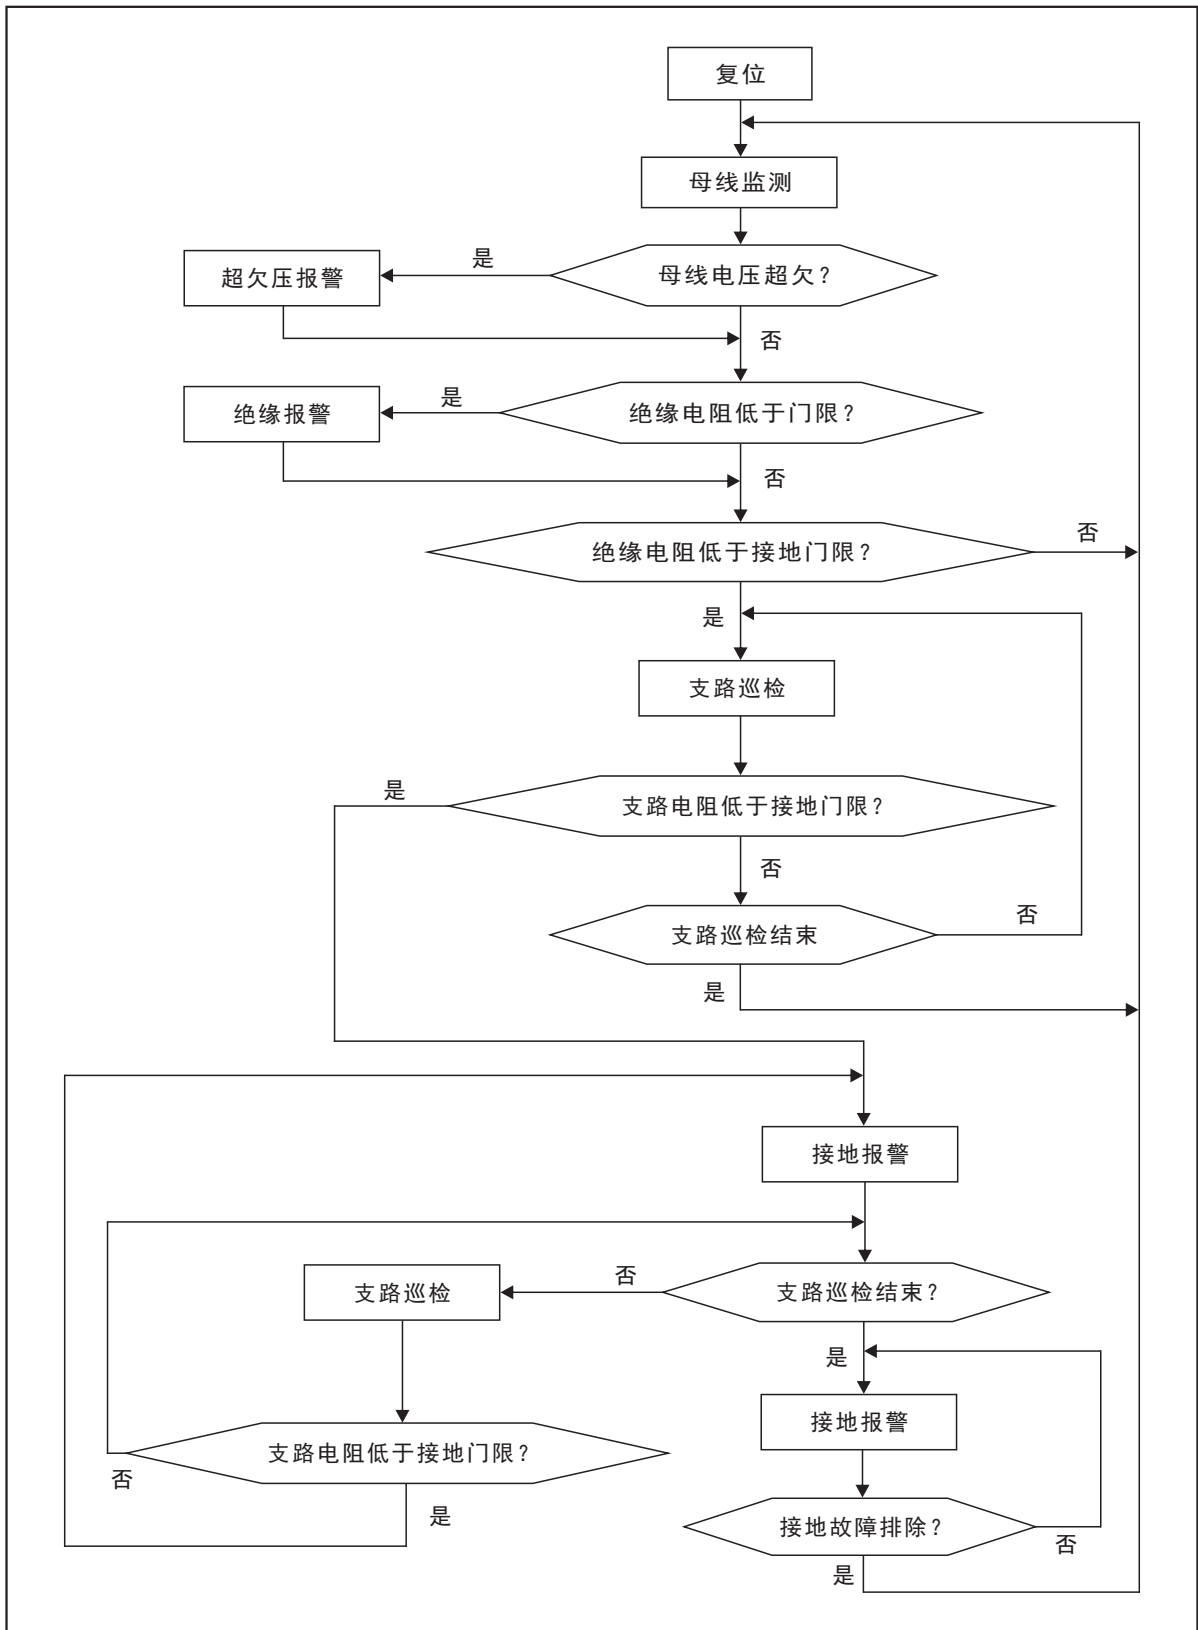 复位
母线监测
是
超欠压报警
母线电压超欠？
否
是
绝缘报警
绝缘电阻低于门限？
否
否
绝缘电阻低于接地门限？
是
支路巡检
是
支路电阻低于接地门限？
否
否
支路巡检结束
是
接地报警
否
支路巡检
支路巡检结束？
是
接地报警
支路电阻低于接地门限？
否
是
接地故障排除？
否
是